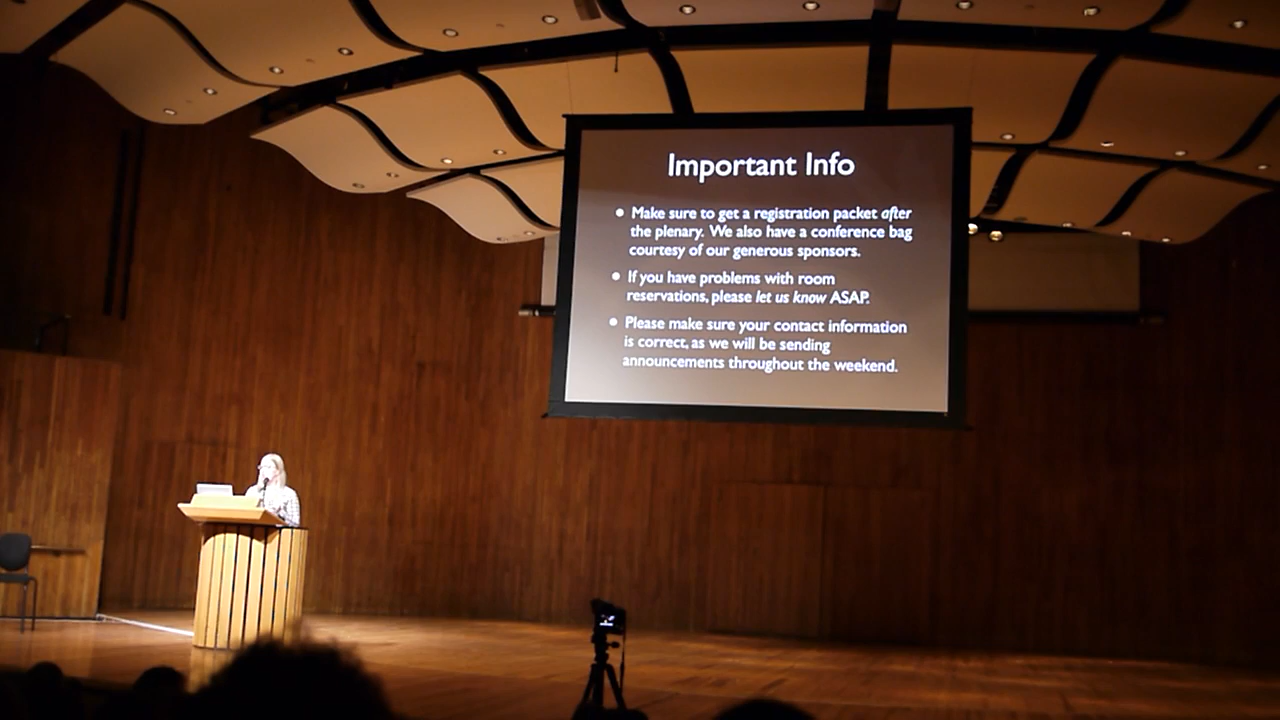 Important Info
• Make sure to get a registration packet after
the plenary. We also have a conference bag
courtesy of our generous sponsors.
• If you have problems with room
reservations, please let us know ASAP.
• Please make sure your contact information
is correct, as we will be sending
announcements throughout the weekend.